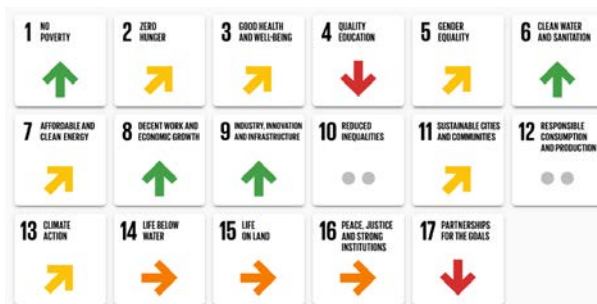 1 NO
POVERTY
2 ZERO
HUNGER
3 GOOD HEALTH
AND WELL-BEING
4 QUALITY
EDUCATION
5 GENDER
EQUALITY
6 CLEAN WATER
AND SANITATION
7 AFFORDABLE AND
CLEAN ENERGY
8 DECENT WORK AND
ECONOMIC GROWTH
9 INDUSTRY, INNOVATION
AND INFRASTRUCTURE
10 REDUCED
INEQUALITIES
11 SUSTAINABLE CITIES
AND COMMUNITIES
12 RESPONSIBLE
CONSUMPTION
AND PRODUCTION
13 CLIMATE
ACTION
14 LIFE BELOW
WATER
15 LIFE
ON LAND
16 PEACE, JUSTICE
AND STRONG
INSTITUTIONS
17 PARTNERSHIPS
FOR THE GOALS